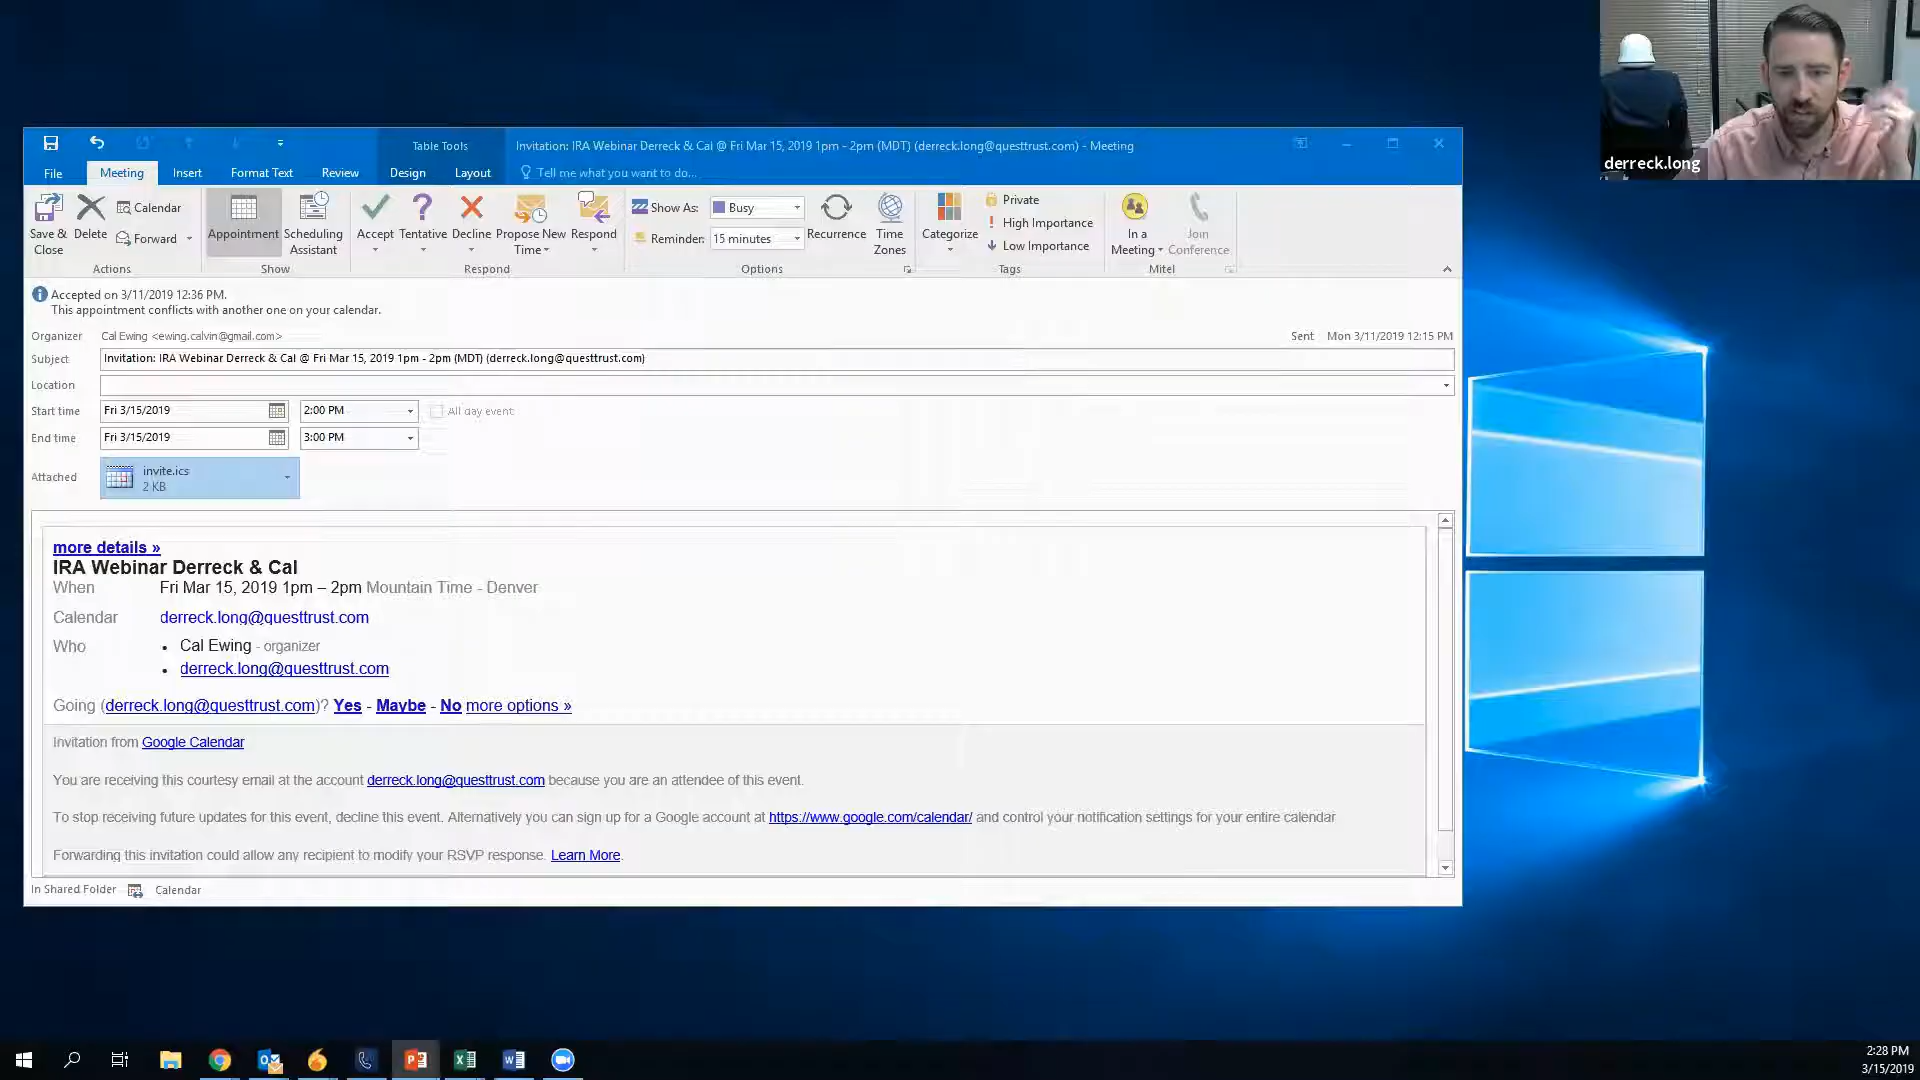 derreck.long
Table Tools
Invitation: IRA Webinar Derreck & Cal @ Fri Mar 15, 2019 1pm - 2pm (MDT) (derreck.long@questtrust.com) - Meeting
File Meeting Insert Format Text Review Design Layout Tell me what you want to do...
Save & Close
Delete
Calendar
Forward
Actions
Appointment
Scheduling Assistant
Show
Accept
Tentative
Decline
Propose New Time
Respond
Respond
Show As: Busy
Reminder: 15 minutes
Recurrence
Time Zones
Options
Categorize
Private
High Importance
Low Importance
Tags
In a Meeting
Join Conference
Mitel
Accepted on 3/11/2019 12:36 PM.
This appointment conflicts with another one on your calendar.
Organizer Cal Ewing <ewing.calvin@gmail.com> Sent Mon 3/11/2019 12:15 PM
Subject Invitation: IRA Webinar Derreck & Cal @ Fri Mar 15, 2019 1pm - 2pm (MDT) (derreck.long@questtrust.com)
Location
Start time Fri 3/15/2019 2:00 PM All day event
End time Fri 3/15/2019 3:00 PM
Attached invite.ics
2 KB
more details »
IRA Webinar Derreck & Cal
When Fri Mar 15, 2019 1pm – 2pm Mountain Time - Denver
Calendar derreck.long@questtrust.com
Who • Cal Ewing - organizer
• derreck.long@questtrust.com
Going (derreck.long@questtrust.com)? Yes - Maybe - No more options »
Invitation from Google Calendar
You are receiving this courtesy email at the account derreck.long@questtrust.com because you are an attendee of this event.
To stop receiving future updates for this event, decline this event. Alternatively you can sign up for a Google account at https://www.google.com/calendar/ and control your notification settings for your entire calendar
Forwarding this invitation could allow any recipient to modify your RSVP response. Learn More.
In Shared Folder Calendar
2:28 PM
3/15/2019